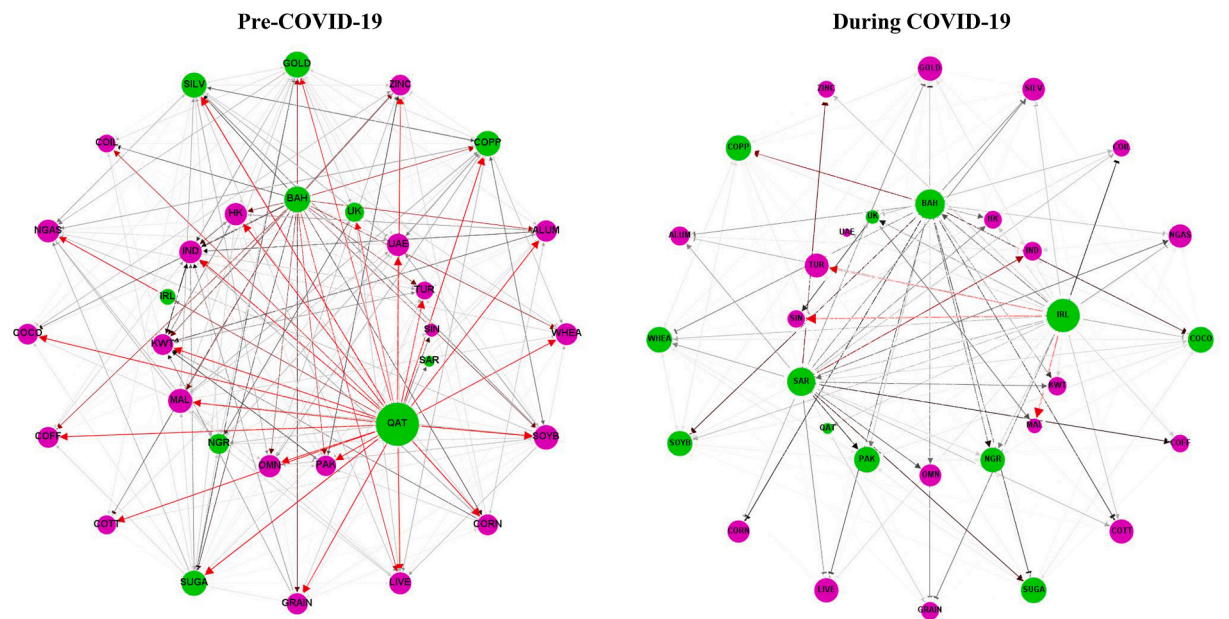 Pre-COVID-19
GOLD
SILV
ZINC
COIL
COPP
BAH
HK
UK
NGAS
ALUM
IND
UAE
IRL
TUR
COCO
KWT
SIN
WHEA
SAR
MAL
QAT
COFF
NGR
SOYB
OMN
PAK
COTT
CORN
SUGA
LIVE
GRAIN
During COVID-19
GOLD
ZINC
SILV
COPP
COIL
BAH
UK
HK
ALUM
UAE
NGAS
IND
TUR
SIN
IRL
WHEA
COCO
SAR
KWT
QAT
MAL
SOYB
COFF
PAK
NGR
OMN
CORN
COTT
LIVE
SUGA
GRAIN